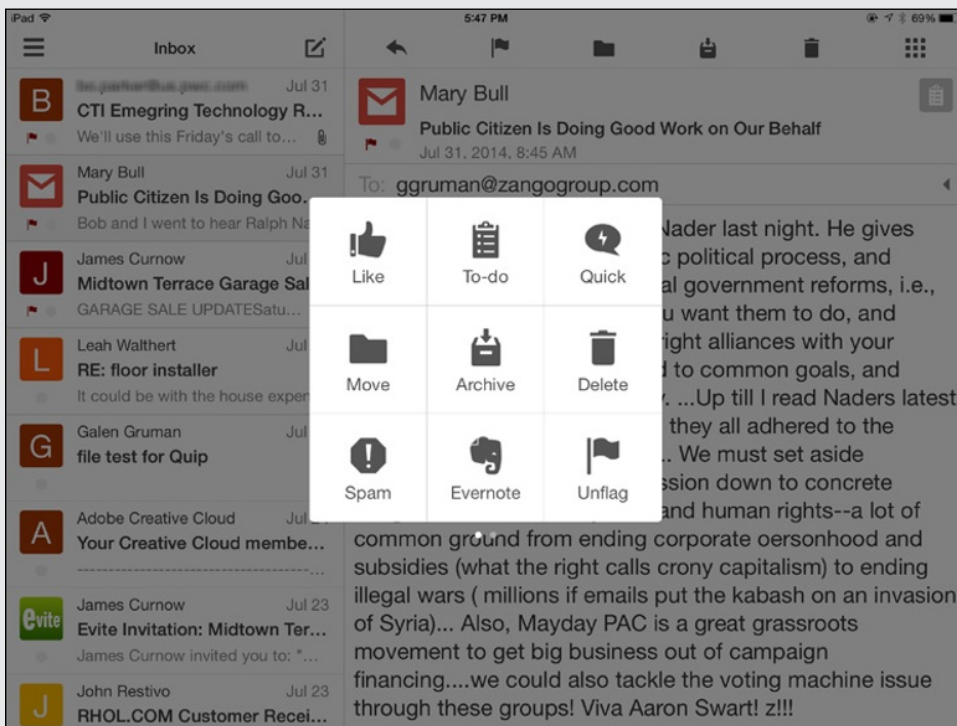 iPad 5:47 PM 69%
Inbox
B
Jul 31
CTI Emegring Technology R...
We'll use this Friday's call to...
Mary Bull Jul 31
Public Citizen Is Doing Goo...
Bob and I went to hear Ralph Na
J
James Curnow Jul
Midtown Terrace Garage Sal
GARAGE SALE UPDATESatu...
L
Leah Walthert Jul
RE: floor installer
It could be with the house exper
G
Galen Gruman Jul
file test for Quip
A
Adobe Creative Cloud Jul
Your Creative Cloud membe...
-------------------------------------...
evite
James Curnow Jul 23
Evite Invitation: Midtown Ter...
James Curnow invited you to: "...
J
John Restivo Jul 23
RHOL.COM Customer Recei...
Mary Bull
Public Citizen Is Doing Good Work on Our Behalf
Jul 31, 2014, 8:45 AM
To: ggruman@zangogroup.com
Nader last night. He gives
c political process, and
al government reforms, i.e.,
u want them to do, and
right alliances with your
d to common goals, and
. ...Up till I read Naders latest
they all adhered to the
.. We must set aside
ssion down to concrete
and human rights--a lot of
common ground from ending corporate oersonhood and
subsidies (what the right calls crony capitalism) to ending
illegal wars ( millions if emails put the kabash on an invasion
of Syria)... Also, Mayday PAC is a great grassroots
movement to get big business out of campaign
financing....we could also tackle the voting machine issue
through these groups! Viva Aaron Swart! z!!!
Like To-do Quick
Move Archive Delete
Spam Evernote Unflag